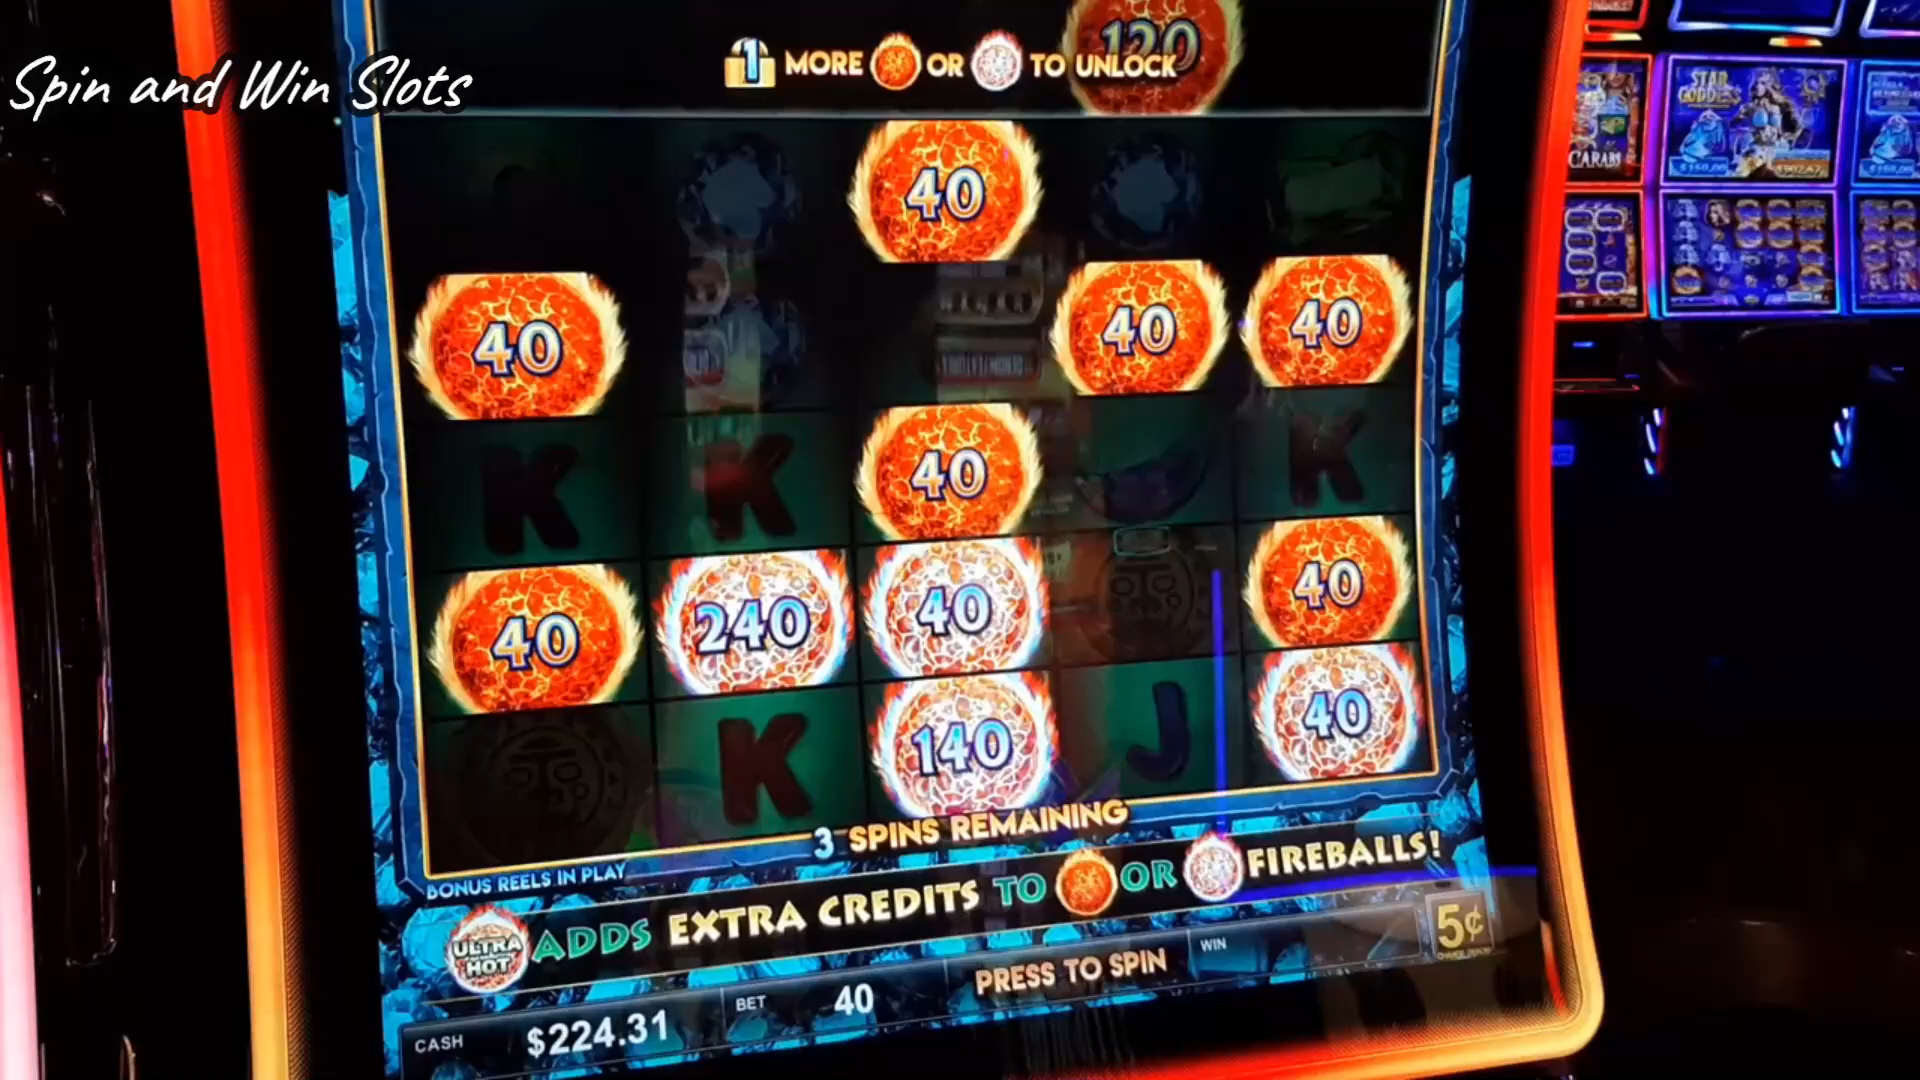 Spin and Win Slots
1 MORE OR TO UNLOCK
120
40
40 40 40
K K 40 K
40 240 40 40
K 140 J 40
3 SPINS REMAINING
BONUS REELS IN PLAY
ULTRA HOT ADDS EXTRA CREDITS TO OR FIREBALLS!
CASH $224.31 BET 40 PRESS TO SPIN WIN 5¢
STAR GODDESS